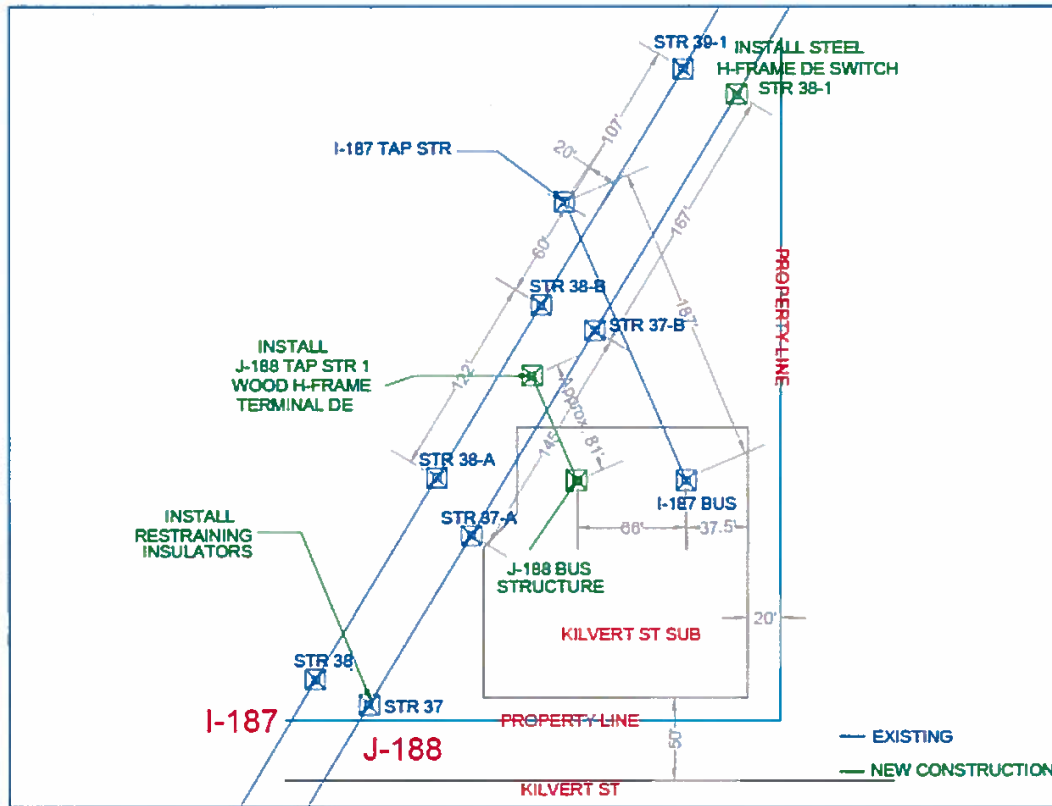 STR 39-1
INSTALL STEEL
H-FRAME DE SWITCH
STR 38-1
107'
20'
I-187 TAP STR
167'
60'
187'
PROPERTY LINE
STR 38-B
STR 37-B
INSTALL
J-188 TAP STR 1
WOOD H-FRAME
TERMINAL DE
122'
Approx. 81'
145'
STR 38-A
I-187 BUS
INSTALL
RESTRAINING
INSULATORS
STR 37-A
66'
37.5'
J-188 BUS
STRUCTURE
20'
KILVERT ST SUB
STR 38
STR 37
I-187
PROPERTY LINE
J-188
50'
EXISTING
NEW CONSTRUCTION
KILVERT ST